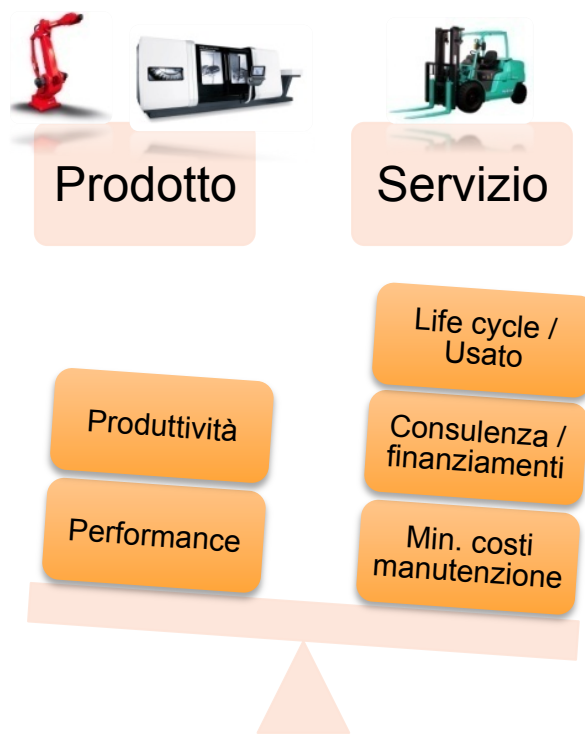 Prodotto
Servizio
Life cycle /
Usato
Produttività
Consulenza /
finanziamenti
Performance
Min. costi
manutenzione